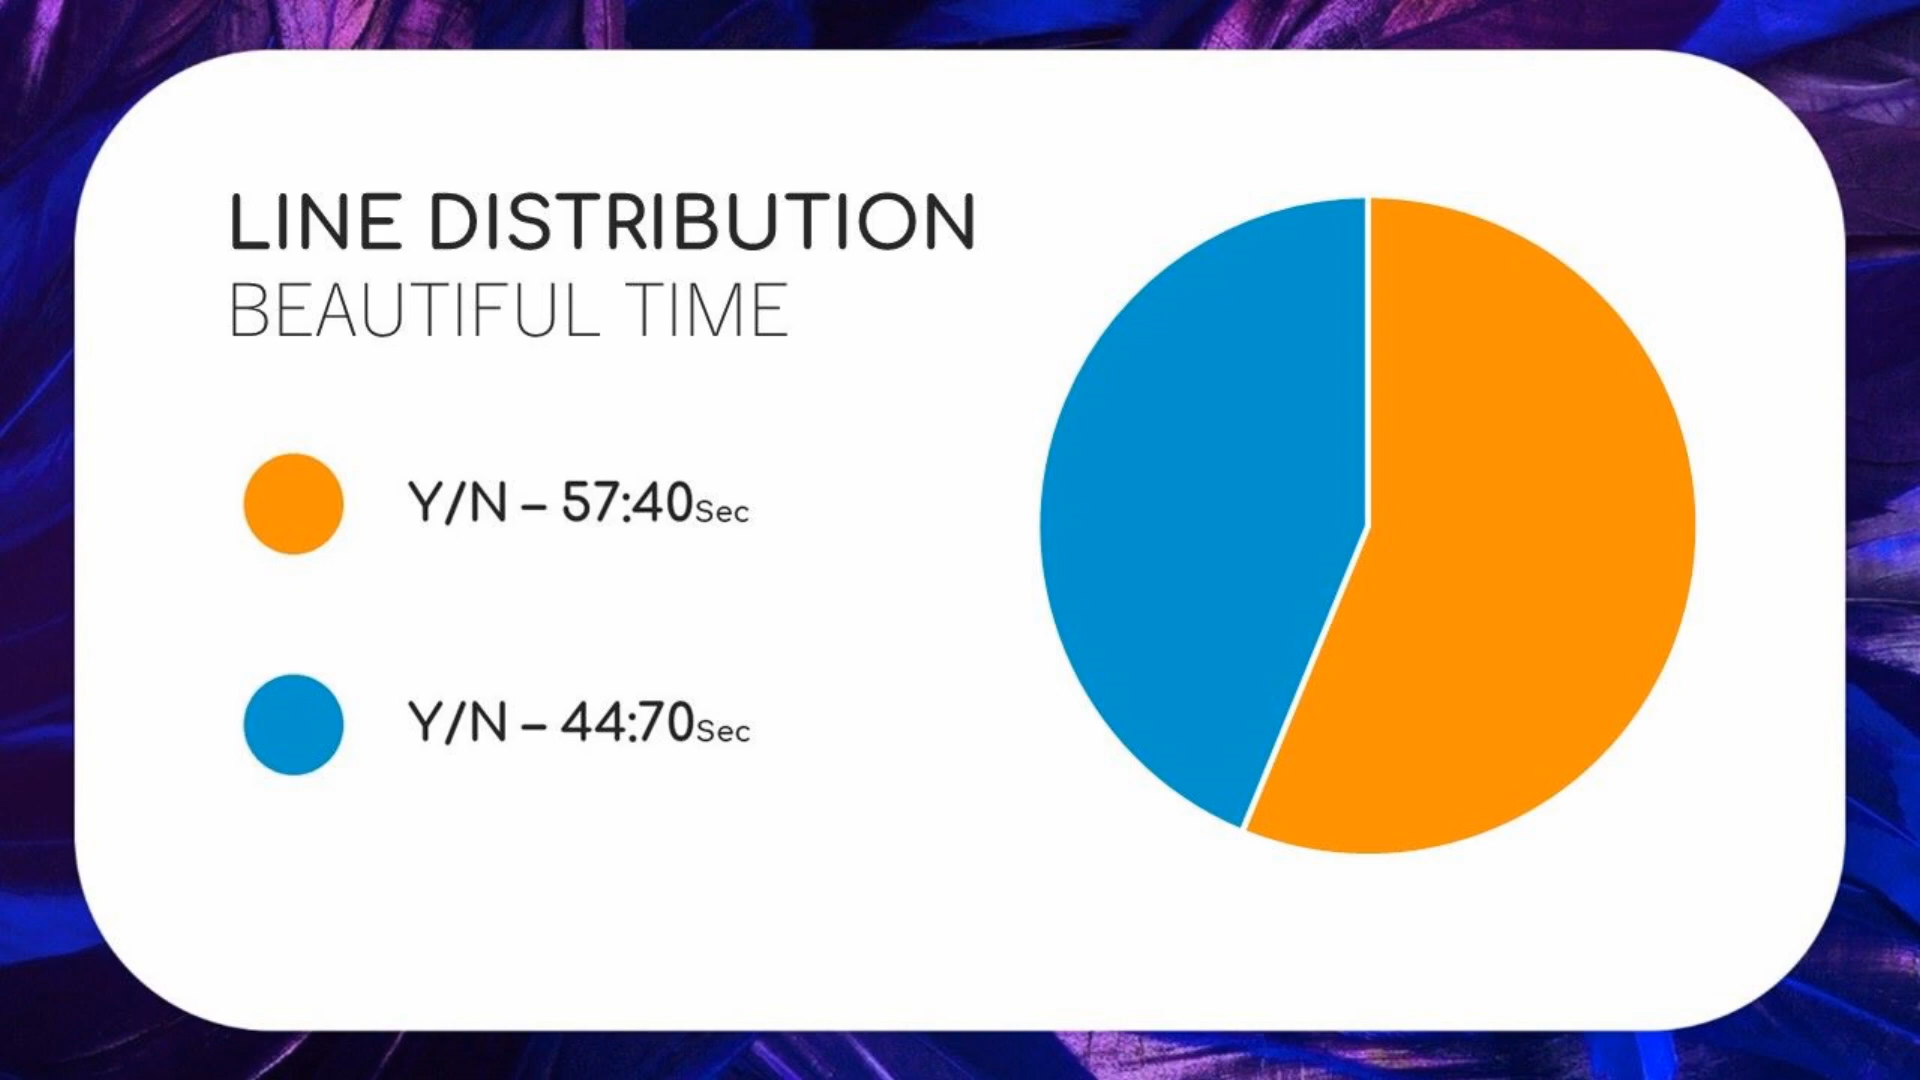 LINE DISTRIBUTION
BEAUTIFUL TIME
Y/N – 57:40Sec
Y/N – 44:70Sec